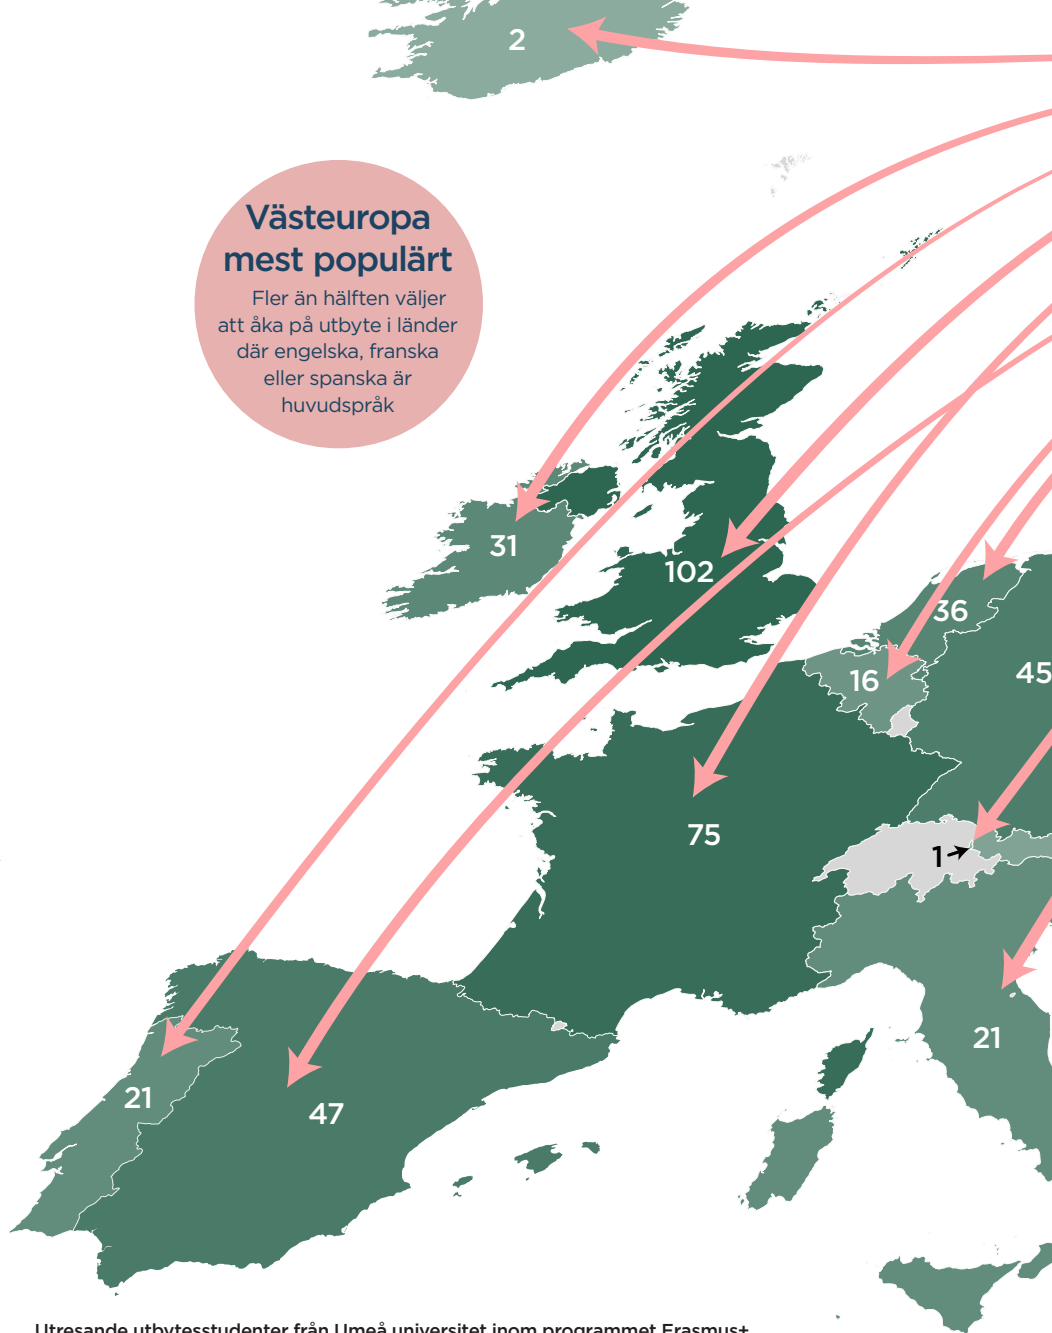 2
Västeuropa
mest populärt
Fler än hälften väljer
att åka på utbyte i länder
där engelska, franska
eller spanska är
huvudspråk
31
102
36
16
45
75
1
21
21
47
Utresande utbytesstudenter från Umeå universitet inom programmet Erasmus+